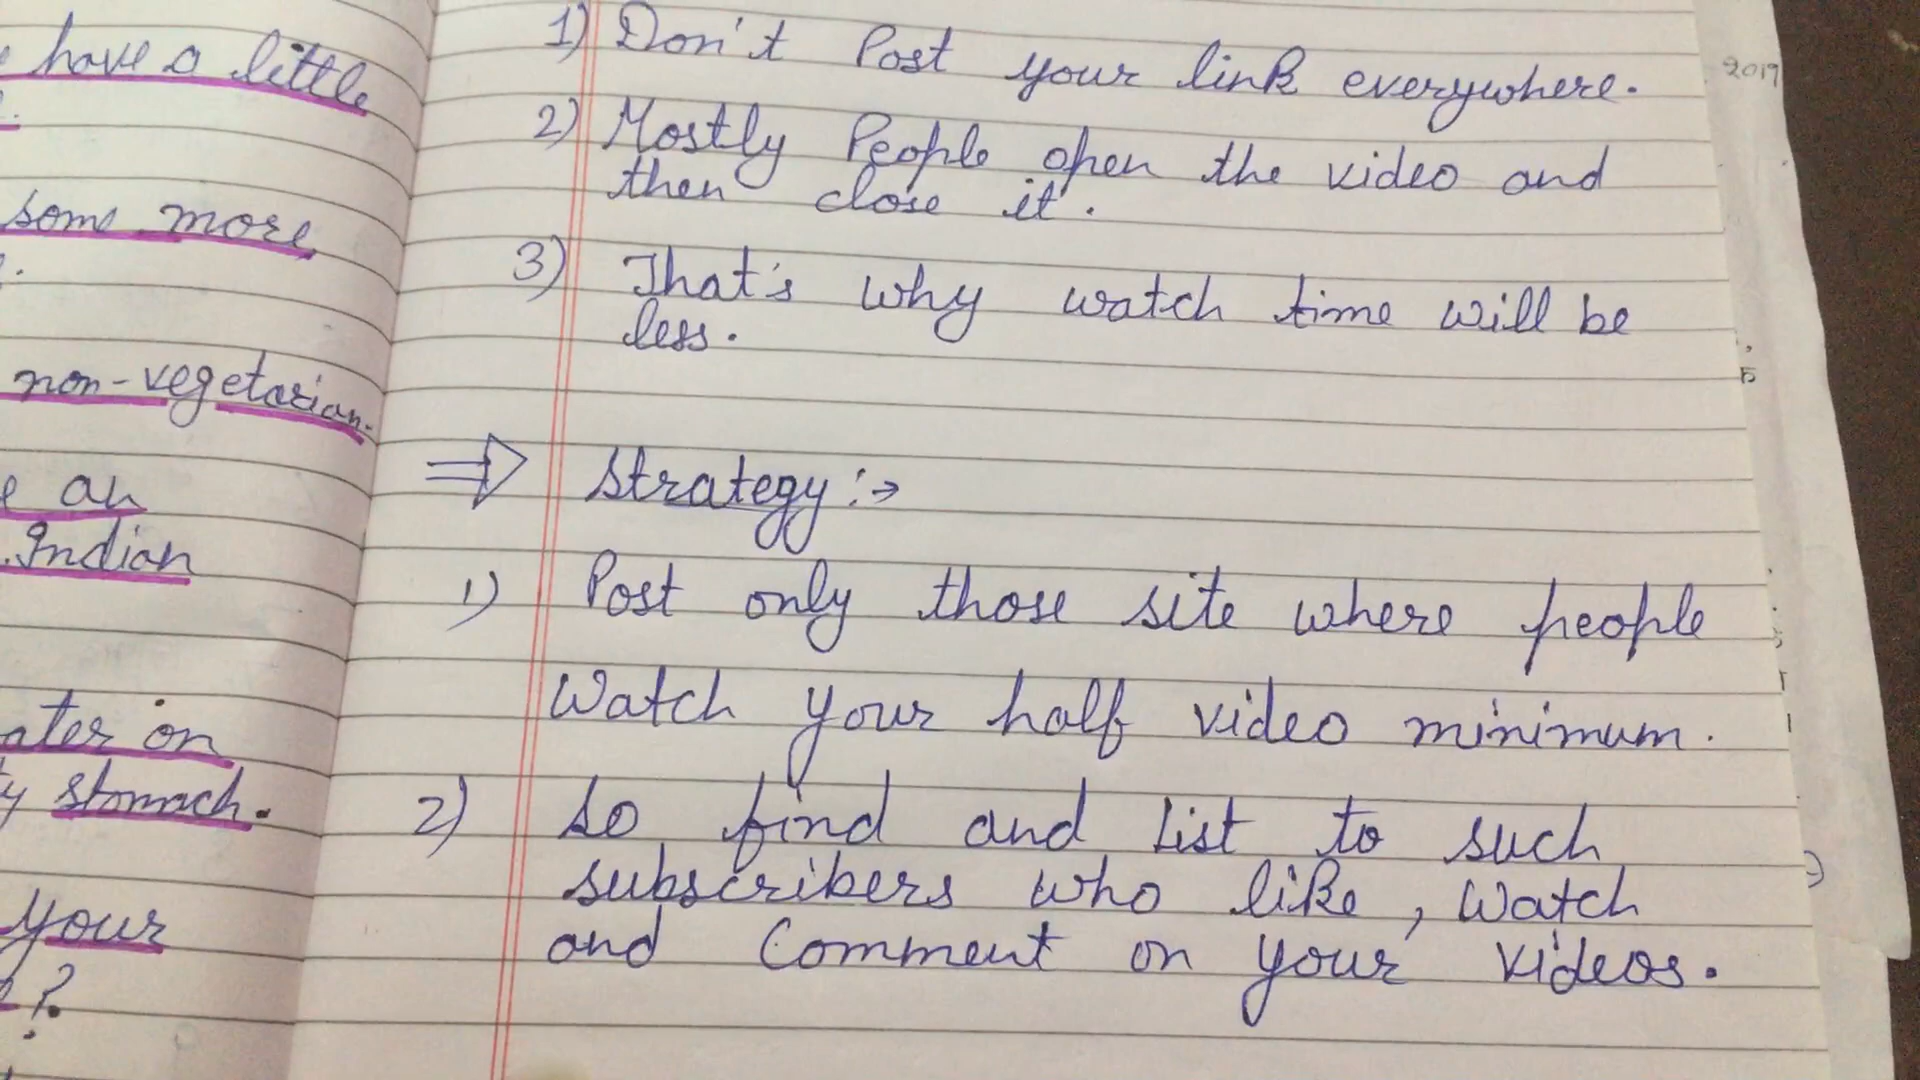 have a little
some more
non-vegetarian.
an
Indian
on
stomach.
your
?
1) Don't Post your link everywhere.
2) Mostly People open the video and
then close it.
3) That's why watch time will be
less.
⇒ Strategy :→
1) Post only those site where people
Watch your half video minimum.
2) So find and List to such
subscribers who like, Watch
and Comment on your videos.
2019